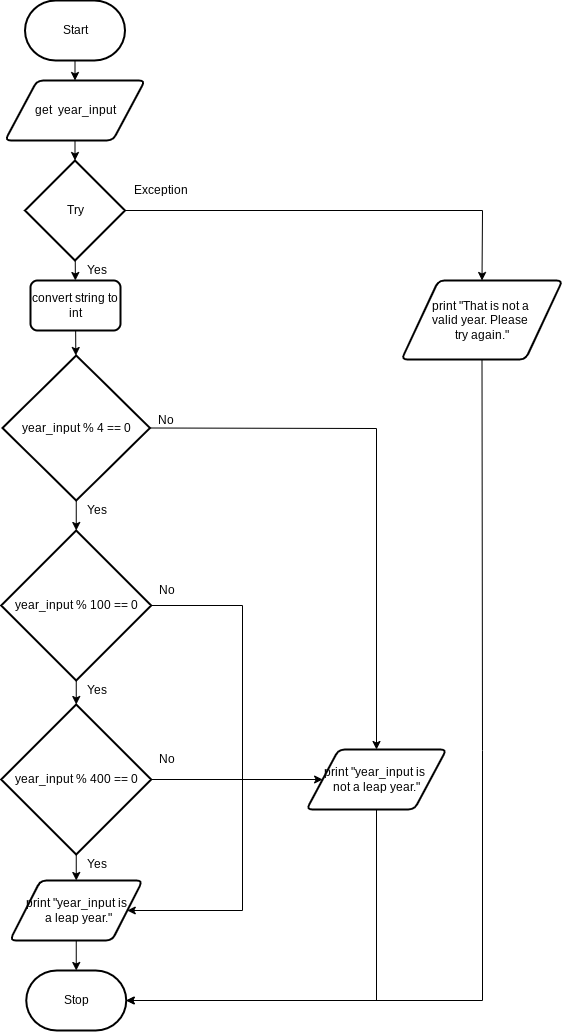 Start
get  year_input
Exception
Try
Yes
convert string to
int
print "That is not a
valid year. Please
try again."
No
year_input % 4 == 0
Yes
No
year_input % 100 == 0
Yes
No
year_input % 400 == 0
print "year_input is
not a leap year."
Yes
print "year_input is
a leap year."
Stop